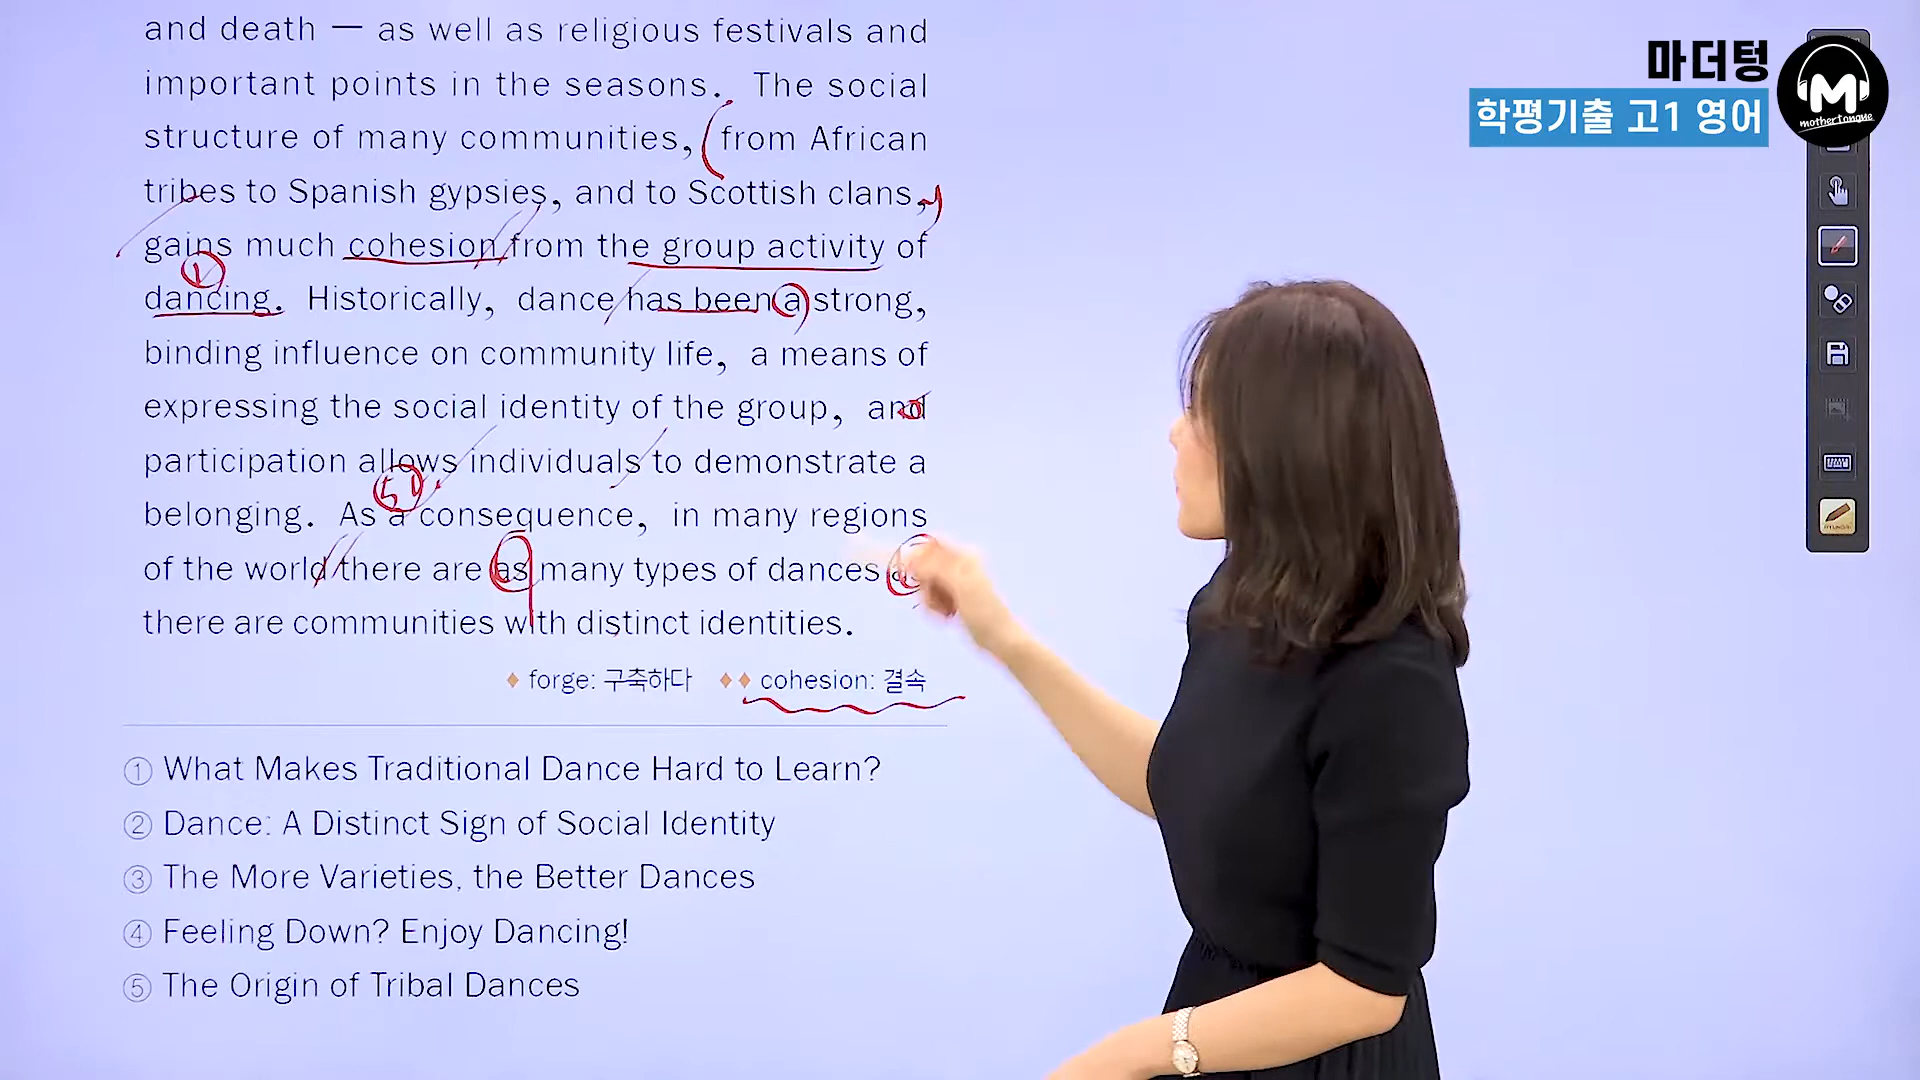 and death — as well as religious festivals and
important points in the seasons. The social
structure of many communities, from African
tribes to Spanish gypsies, and to Scottish clans,
gains much cohesion from the group activity of
dancing. Historically, dance has been a strong,
binding influence on community life, a means of
expressing the social identity of the group, and
participation allows individuals to demonstrate a
belonging. As a consequence, in many regions
of the world there are as many types of dances as
there are communities with distinct identities.
♦ forge: 구축하다 ♦♦ cohesion: 결속
① What Makes Traditional Dance Hard to Learn?
② Dance: A Distinct Sign of Social Identity
③ The More Varieties, the Better Dances
④ Feeling Down? Enjoy Dancing!
⑤ The Origin of Tribal Dances
마더텅
학평기출 고1 영어
M
mothertongue